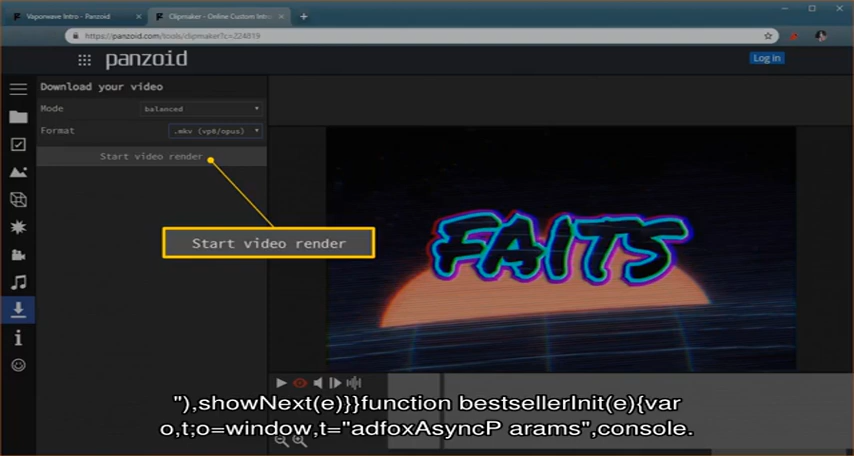 Vaporwave Intro - Panzoid
Clipmaker - Online Custom Intro
https://panzoid.com/tools/clipmaker?c=224819
panzoid
Log in
Download your video
Mode
balanced
Format
.mkv (vp8/opus)
Start video render
Start video render
FAITS
"),showNext(e)}}function bestsellerInit(e){var
o,t;o=window,t="adfoxAsyncP arams",console.